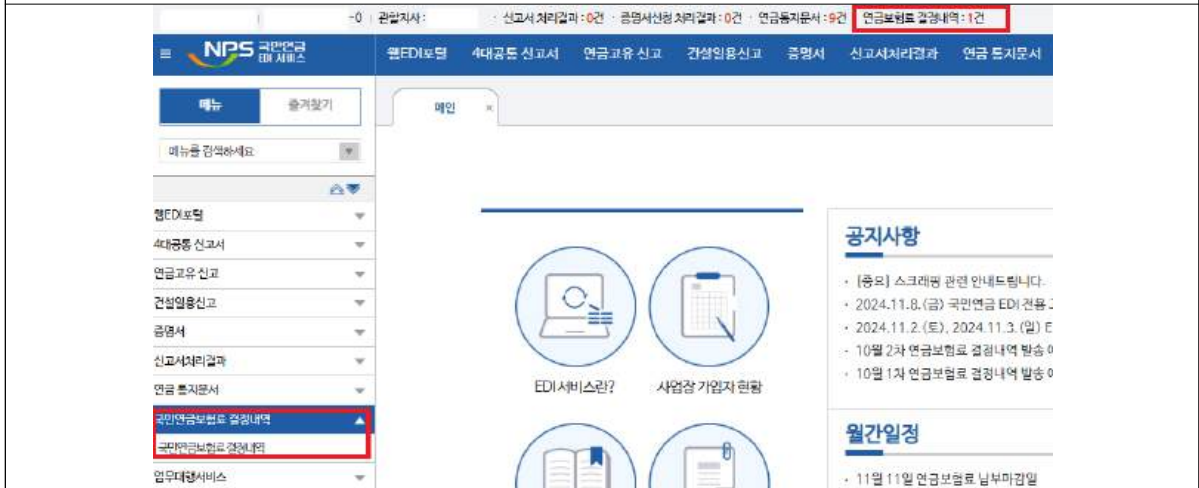 -0 관할지사 : · 신고서 처리결과 : 0건 · 증명서신청 처리결과 : 0건 · 연금통지문서 : 9건 연금보험료 결정내역 : 1건
≡ NPS 국민연금 EDI 서비스 웹EDI포털 4대공통 신고서 연금고유 신고 건설일용신고 증명서 신고서처리결과 연금 통지문서
메뉴 즐겨찾기 메인 ×
메뉴를 검색하세요
웹EDI포털
4대공통 신고서
연금고유 신고
건설일용신고
증명서
신고서처리결과
연금 통지문서
국민연금보험료 결정내역
국민연금보험료 결정내역
업무대행서비스
EDI 서비스란?
사업장 가입자 현황
공지사항
· [중요] 스크래핑 관련 안내드립니다.
· 2024.11.8.(금) 국민연금 EDI 전용
· 2024.11.2.(토), 2024.11.3.(일) E
· 10월 2차 연금보험료 결정내역 발송
· 10월 1차 연금보험료 결정내역 발송
월간일정
· 11월 11일 연금보험료 납부마감일